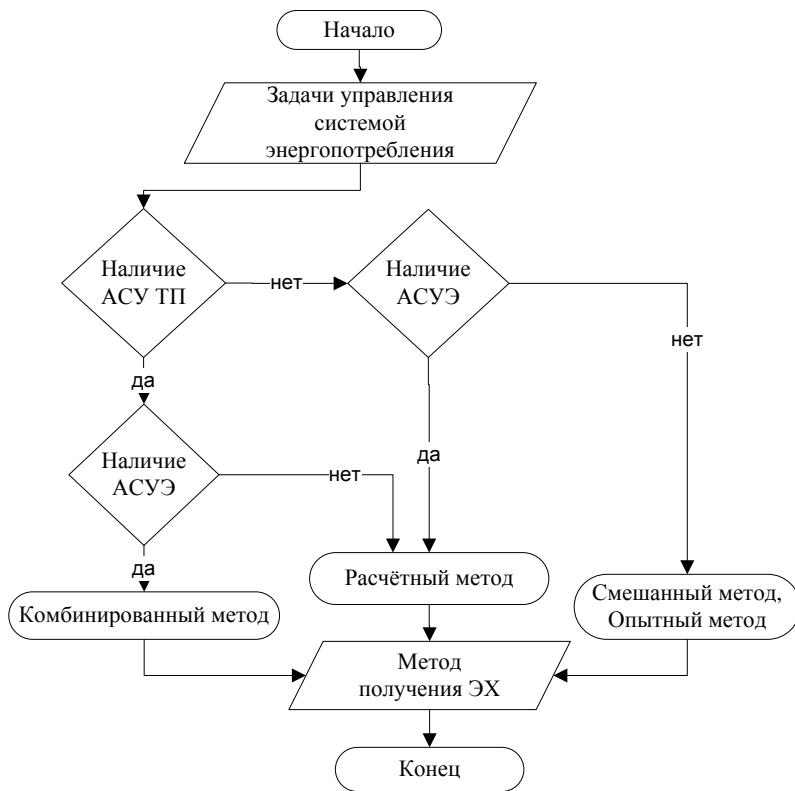 Начало
Задачи управления
системой
энергопотребления
Наличие
АСУ ТП
нет
Наличие
АСУЭ
нет
да
Наличие
АСУЭ
нет
да
да
Комбинированный метод
Расчётный метод
Смешанный метод,
Опытный метод
Метод
получения ЭХ
Конец